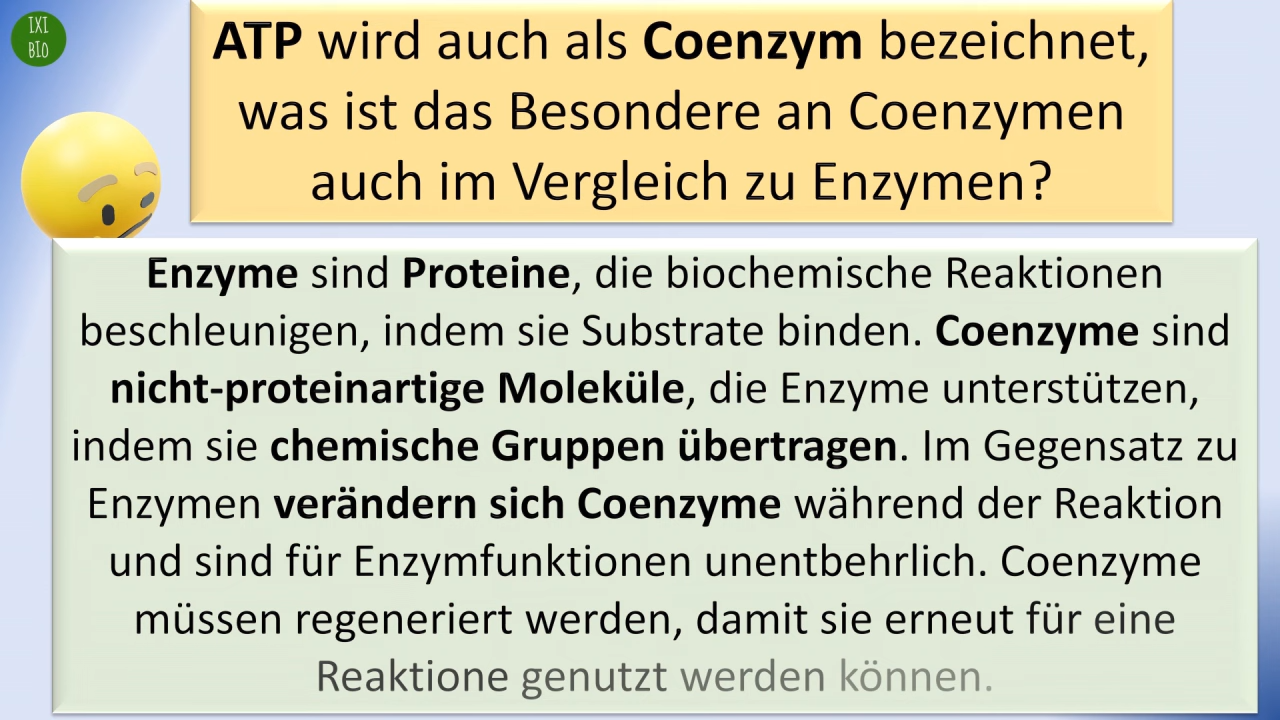 IXI
BIO
ATP wird auch als Coenzym bezeichnet,
was ist das Besondere an Coenzymen
auch im Vergleich zu Enzymen?
Enzyme sind Proteine, die biochemische Reaktionen
beschleunigen, indem sie Substrate binden. Coenzyme sind
nicht-proteinartige Moleküle, die Enzyme unterstützen,
indem sie chemische Gruppen übertragen. Im Gegensatz zu
Enzymen verändern sich Coenzyme während der Reaktion
und sind für Enzymfunktionen unentbehrlich. Coenzyme
müssen regeneriert werden, damit sie erneut für eine
Reaktione genutzt werden können.